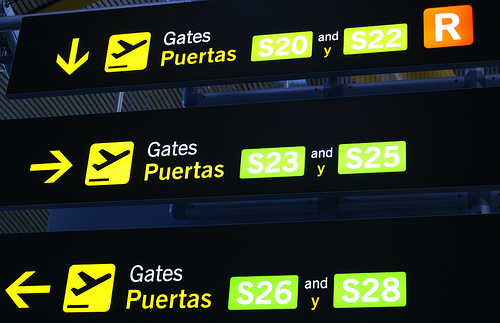 Gates S20 and S22 R
Puertas y
Gates S23 and S25
Puertas y
Gates S26 and S28
Puertas y